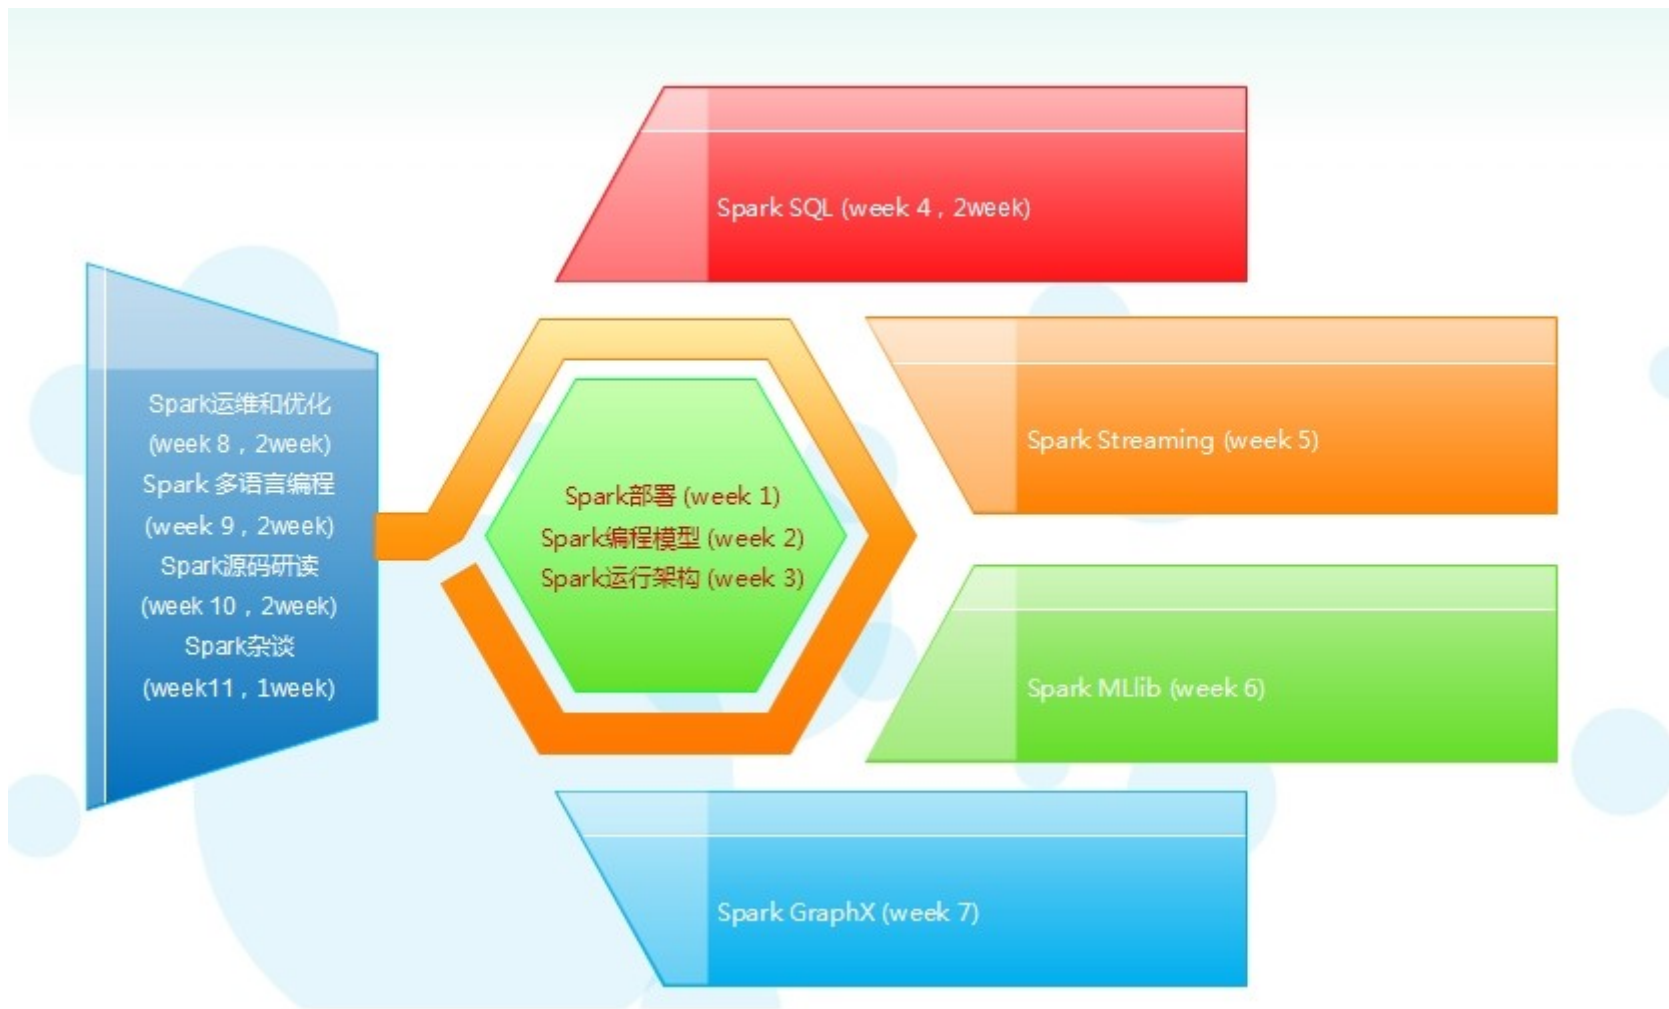 Spark SQL (week 4，2week)
Spark运维和优化
(week 8，2week)
Spark 多语言编程
(week 9，2week)
Spark源码研读
(week 10，2week)
Spark杂谈
(week11，1week)
Spark部署 (week 1)
Spark编程模型 (week 2)
Spark运行架构 (week 3)
Spark Streaming (week 5)
Spark MLlib (week 6)
Spark GraphX (week 7)